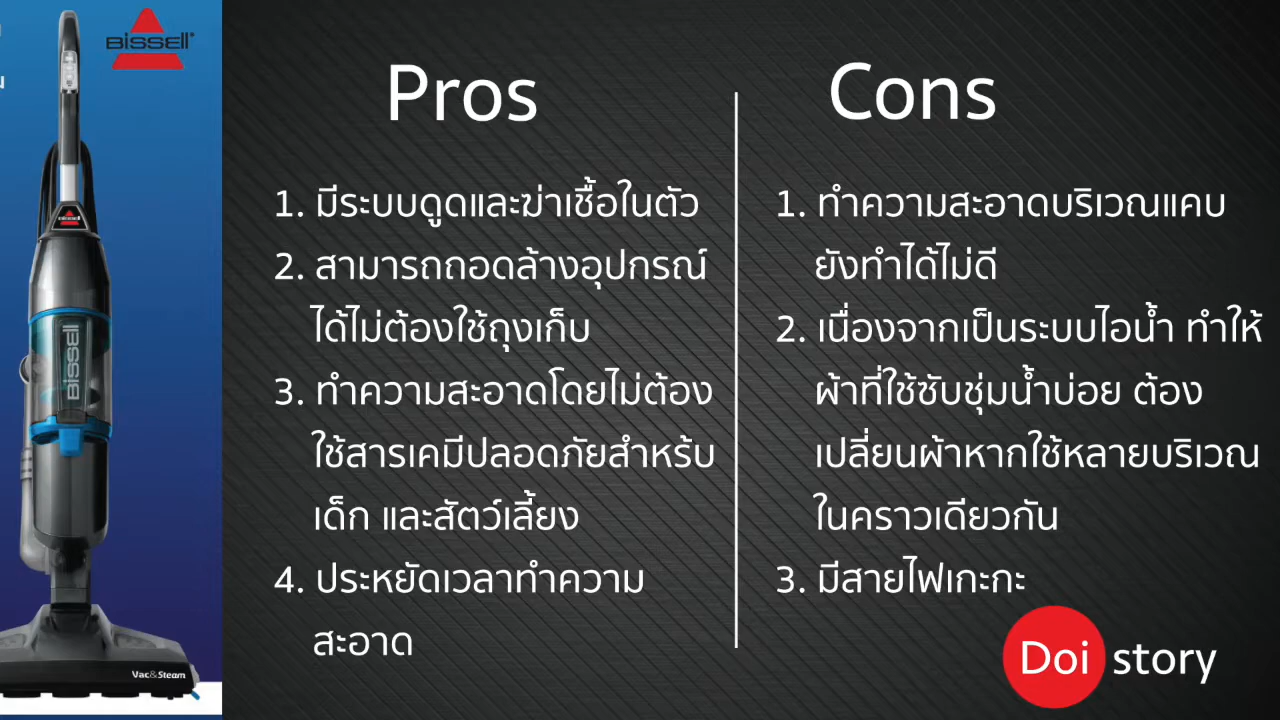 BISSELL
BISSELL
BISSELL
Vac&Steam
Pros
1. มีระบบดูดและฆ่าเชื้อในตัว
2. สามารถถอดล้างอุปกรณ์
ได้ไม่ต้องใช้ถุงเก็บ
3. ทำความสะอาดโดยไม่ต้อง
ใช้สารเคมีปลอดภัยสำหรับ
เด็ก และสัตว์เลี้ยง
4. ประหยัดเวลาทำความ
สะอาด
Cons
1. ทำความสะอาดบริเวณแคบ
ยังทำได้ไม่ดี
2. เนื่องจากเป็นระบบไอน้ำ ทำให้
ผ้าที่ใช้ซับชุ่มน้ำบ่อย ต้อง
เปลี่ยนผ้าหากใช้หลายบริเวณ
ในคราวเดียวกัน
3. มีสายไฟเกะกะ
Doi story